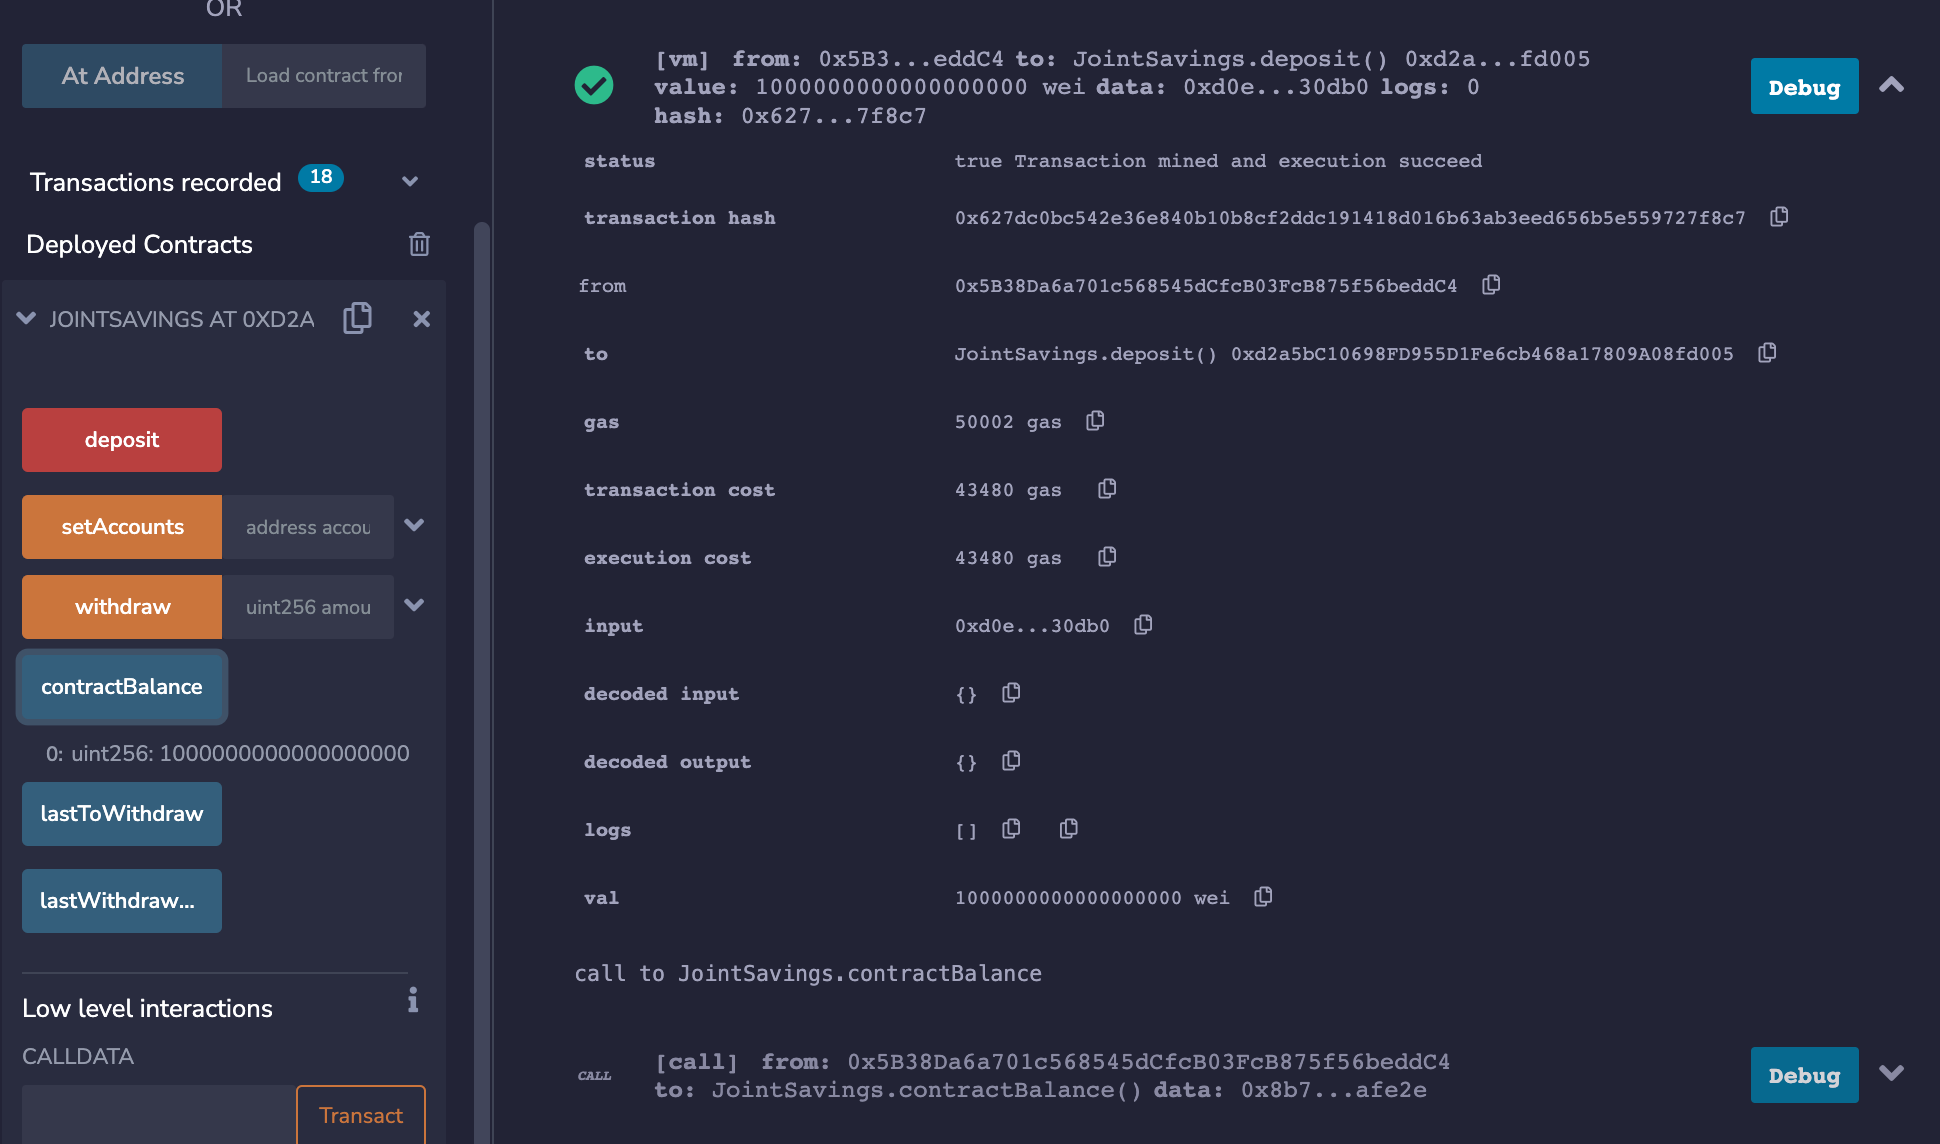 OR
At Address Load contract fror
Transactions recorded 18
Deployed Contracts
JOINTSAVINGS AT 0XD2A
deposit
setAccounts address accou
withdraw uint256 amou
contractBalance
0: uint256: 1000000000000000000
lastToWithdraw
lastWithdraw...
Low level interactions
CALLDATA
Transact
[vm] from: 0x5B3...eddC4 to: JointSavings.deposit() 0xd2a...fd005
value: 1000000000000000000 wei data: 0xd0e...30db0 logs: 0
hash: 0x627...7f8c7
Debug
status true Transaction mined and execution succeed
transaction hash 0x627dc0bc542e36e840b10b8cf2ddc191418d016b63ab3eed656b5e559727f8c7
from 0x5B38Da6a701c568545dCfcB03FcB875f56beddC4
to JointSavings.deposit() 0xd2a5bC10698FD955D1Fe6cb468a17809A08fd005
gas 50002 gas
transaction cost 43480 gas
execution cost 43480 gas
input 0xd0e...30db0
decoded input {}
decoded output {}
logs []
val 1000000000000000000 wei
call to JointSavings.contractBalance
CALL
[call] from: 0x5B38Da6a701c568545dCfcB03FcB875f56beddC4
to: JointSavings.contractBalance() data: 0x8b7...afe2e
Debug